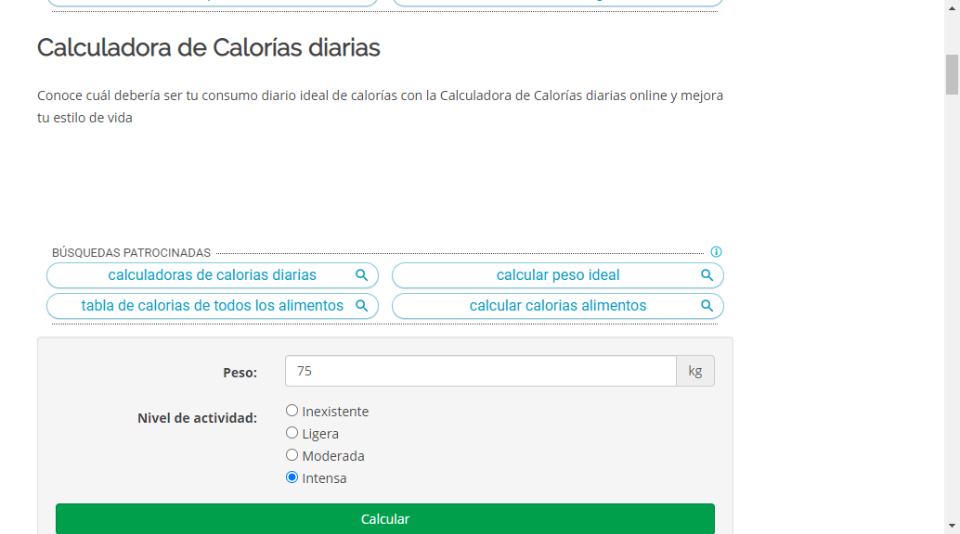 Calculadora de Calorías diarias
Conoce cuál debería ser tu consumo diario ideal de calorías con la Calculadora de Calorías diarias online y mejora
tu estilo de vida
BÚSQUEDAS PATROCINADAS
calculadoras de calorias diarias
calcular peso ideal
tabla de calorias de todos los alimentos
calcular calorias alimentos
Peso: 75 kg
Nivel de actividad: Inexistente
Ligera
Moderada
Intensa
Calcular